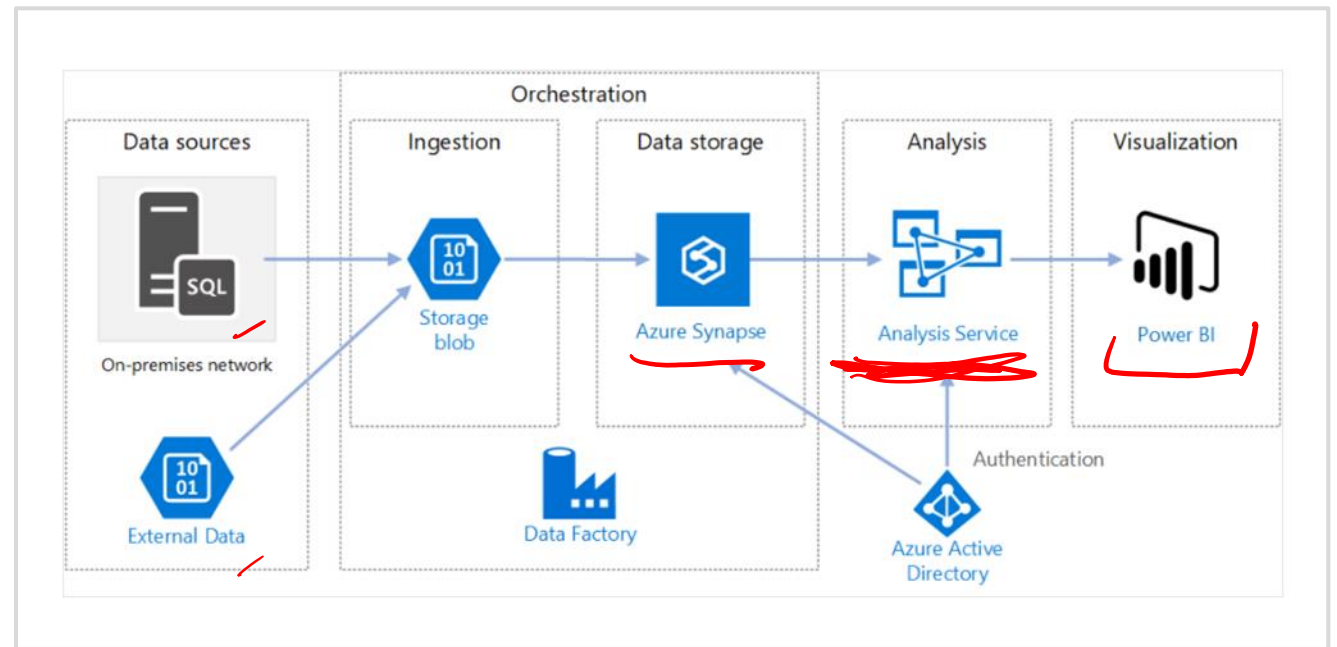 Orchestration
Data sources
Ingestion
Data storage
Analysis
Visualization
SQL
On-premises network
10
01
External Data
10
01
Storage
blob
Azure Synapse
Analysis Service
Power BI
Data Factory
Authentication
Azure Active
Directory